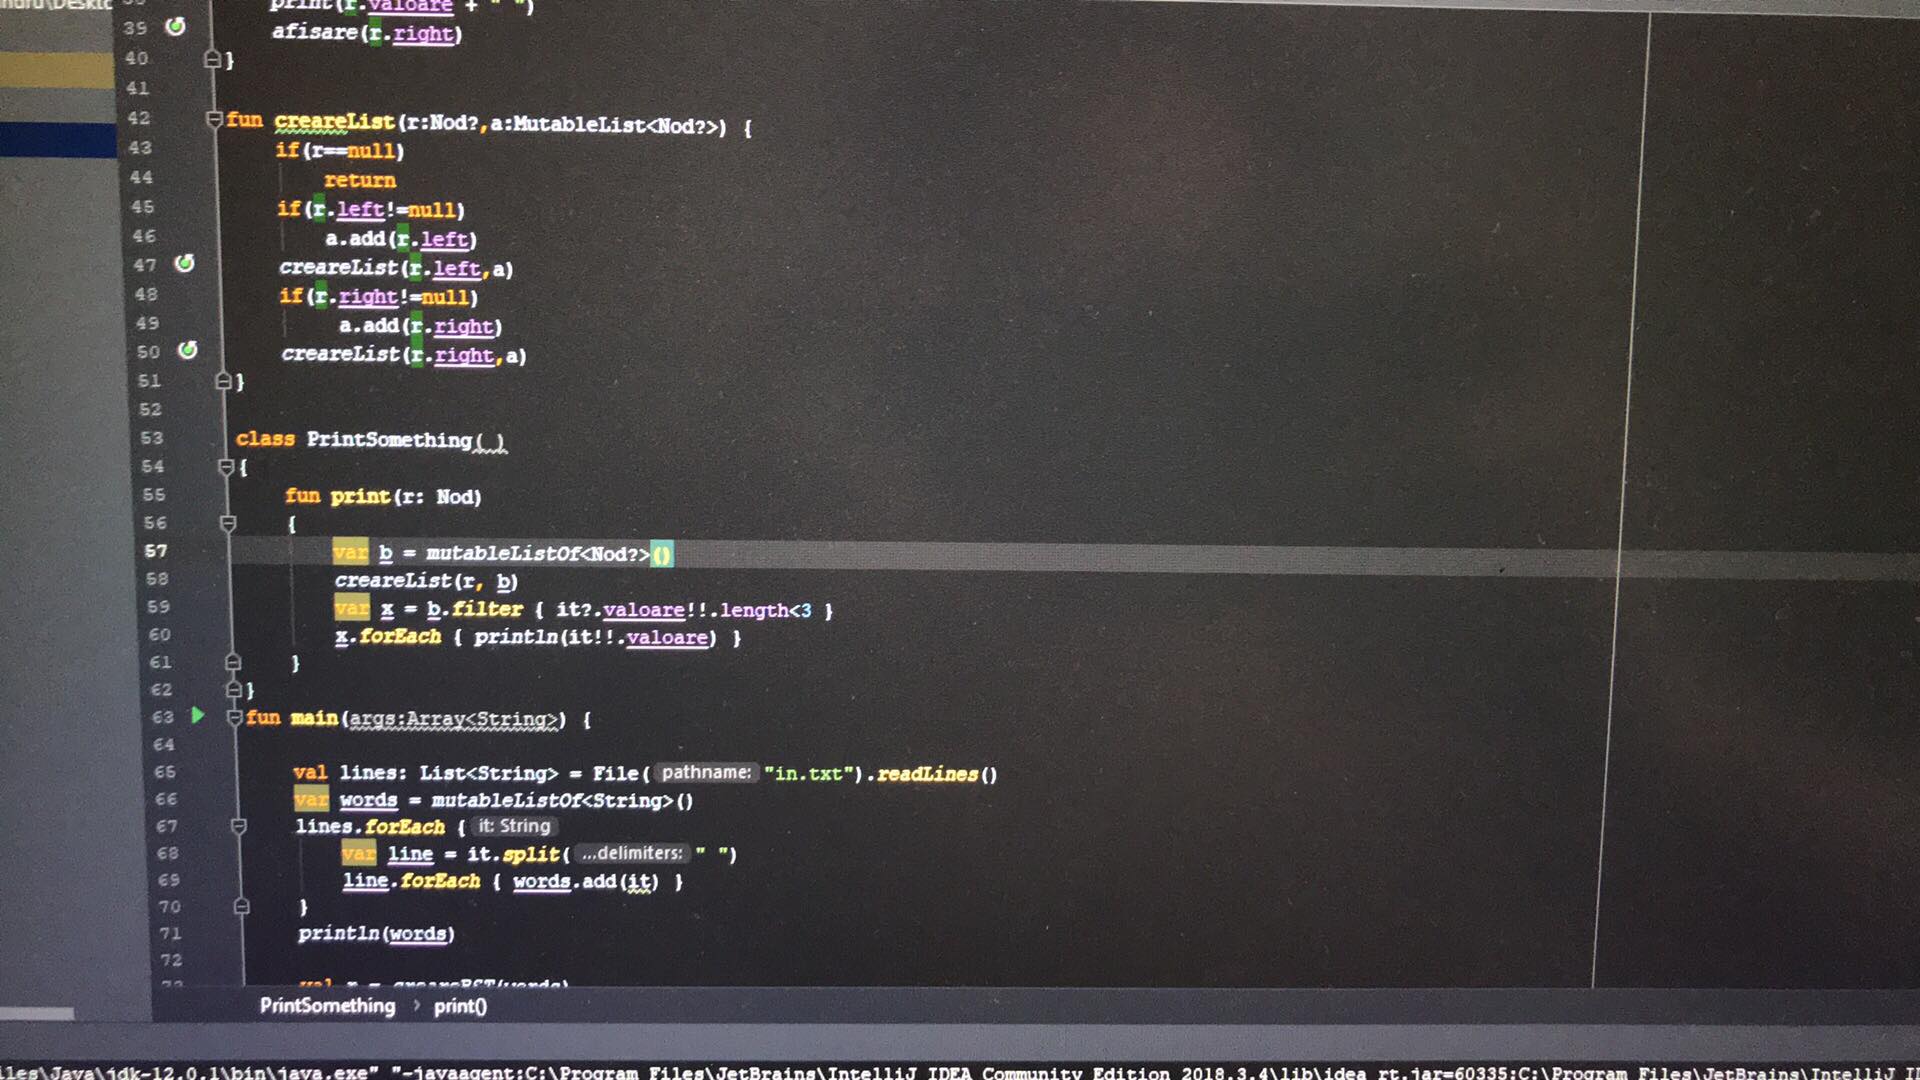 print(r.valoare + " ")
39 afisare(r.right)
40 }
41
42 fun creareList(r:Nod?,a:MutableList<Nod?>) {
43 if(r==null)
44 return
45 if(r.left!=null)
46 a.add(r.left)
47 creareList(r.left,a)
48 if(r.right!=null)
49 a.add(r.right)
50 creareList(r.right,a)
51 }
52
53 class PrintSomething( )
54 {
55 fun print(r: Nod)
56 {
57 var b = mutableListOf<Nod?>()
58 creareList(r, b)
59 var x = b.filter { it?.valoare!!.length<3 }
60 x.forEach { println(it!!.valoare) }
61 }
62 }
63 fun main(args:Array<String>) {
64
65 val lines: List<String> = File( pathname: "in.txt").readLines()
66 var words = mutableListOf<String>()
67 lines.forEach { it: String
68 var line = it.split( ...delimiters: " ")
69 line.forEach { words.add(it) }
70 }
71 println(words)
72
73 val r = creareBST(words)
PrintSomething > print()
\Java\jdk-12.0.1\bin\java.exe" "-javaagent:C:\Program Files\JetBrains\IntelliJ IDEA Community Edition 2018.3.4\lib\idea_rt.jar=60335:C:\Program Files\JetBrains\IntelliJ